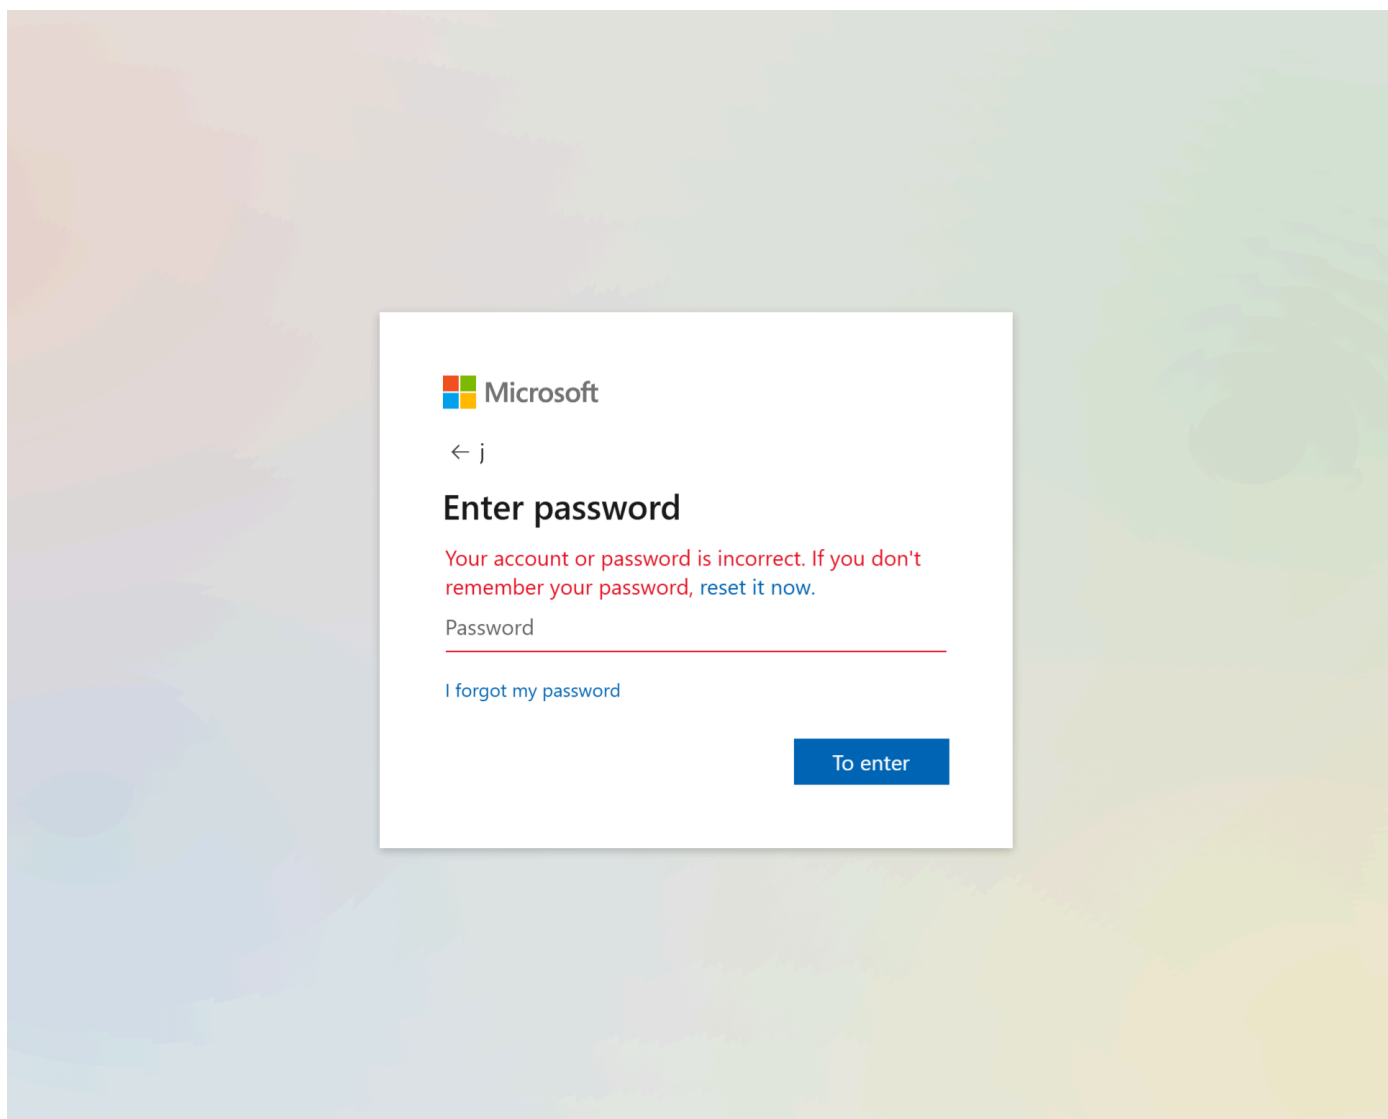 Microsoft
← j
Enter password
Your account or password is incorrect. If you don't
remember your password, reset it now.
Password
I forgot my password
To enter